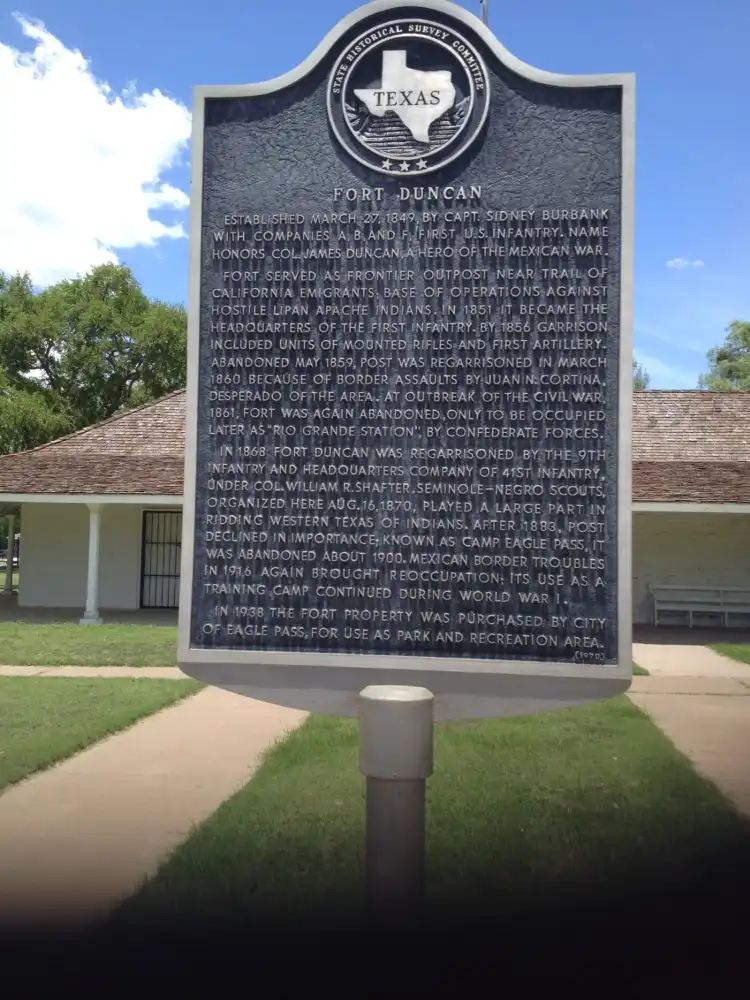 STATE HISTORICAL SURVEY COMMITTEE
TEXAS
FORT DUNCAN
ESTABLISHED MARCH 27, 1849, BY CAPT. SIDNEY BURBANK
WITH COMPANIES A, B, AND F, FIRST U.S. INFANTRY. NAME
HONORS COL. JAMES DUNCAN, A HERO OF THE MEXICAN WAR.
FORT SERVED AS FRONTIER OUTPOST NEAR TRAIL OF
CALIFORNIA EMIGRANTS; BASE OF OPERATIONS AGAINST
HOSTILE LIPAN APACHE INDIANS. IN 1851 IT BECAME THE
HEADQUARTERS OF THE FIRST INFANTRY. BY 1856 GARRISON
INCLUDED UNITS OF MOUNTED RIFLES AND FIRST ARTILLERY.
ABANDONED MAY 1859, POST WAS REGARRISONED IN MARCH
1860 BECAUSE OF BORDER ASSAULTS BY JUAN N. CORTINA,
DESPERADO OF THE AREA. AT OUTBREAK OF THE CIVIL WAR,
1861, FORT WAS AGAIN ABANDONED, ONLY TO BE OCCUPIED
LATER AS "RIO GRANDE STATION", BY CONFEDERATE FORCES.
IN 1868 FORT DUNCAN WAS REGARRISONED BY THE 9TH
INFANTRY AND HEADQUARTERS COMPANY OF 41ST INFANTRY,
UNDER COL. WILLIAM R. SHAFTER. SEMINOLE-NEGRO SCOUTS,
ORGANIZED HERE AUG. 16, 1870, PLAYED A LARGE PART IN
RIDDING WESTERN TEXAS OF INDIANS. AFTER 1883, POST
DECLINED IN IMPORTANCE; KNOWN AS CAMP EAGLE PASS, IT
WAS ABANDONED ABOUT 1900. MEXICAN BORDER TROUBLES
IN 1916 AGAIN BROUGHT REOCCUPATION; ITS USE AS A
TRAINING CAMP CONTINUED DURING WORLD WAR I.
IN 1938 THE FORT PROPERTY WAS PURCHASED BY CITY
OF EAGLE PASS, FOR USE AS PARK AND RECREATION AREA.
(1970)